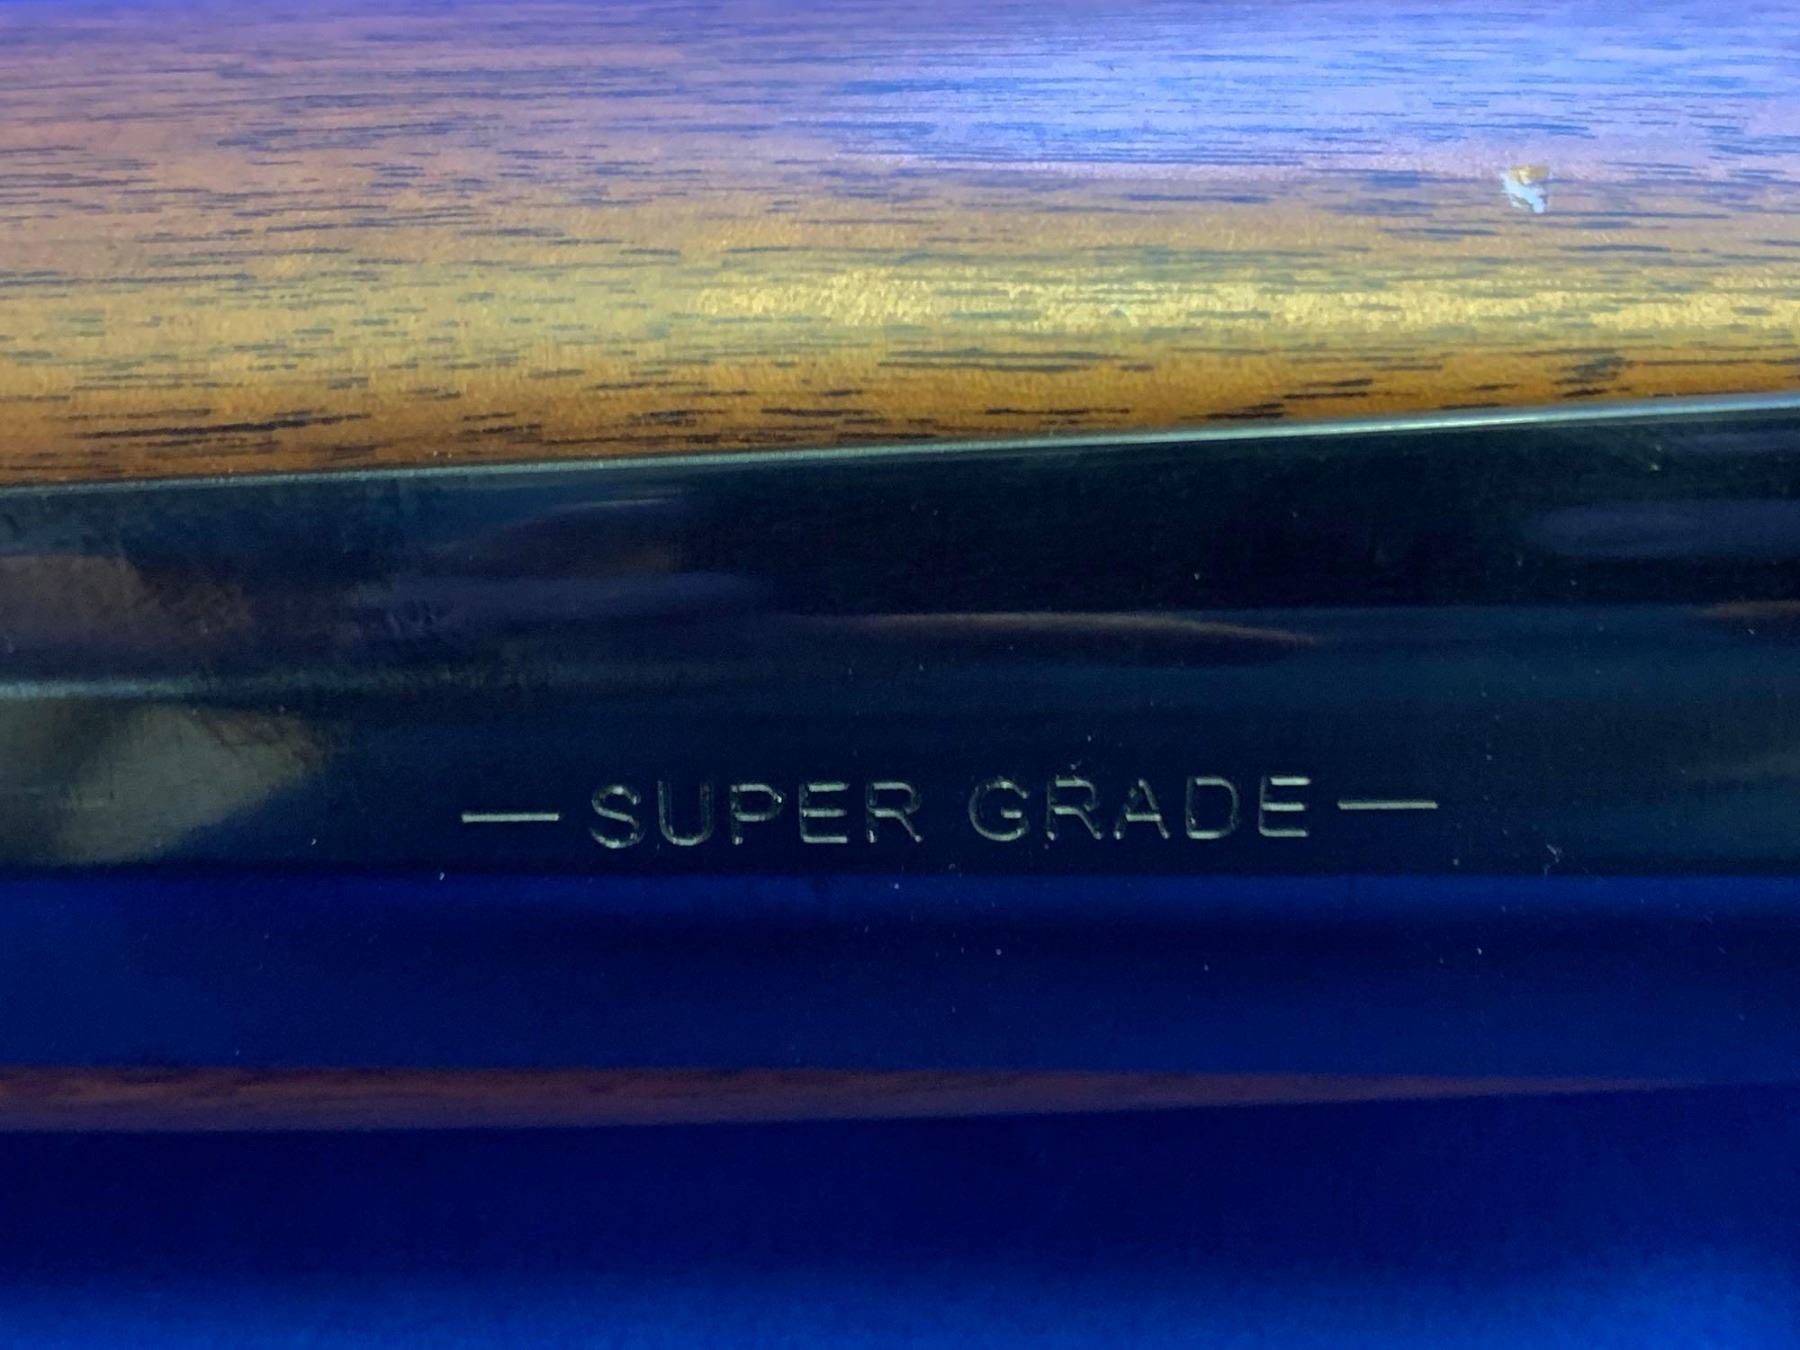 — SUPER GRADE —